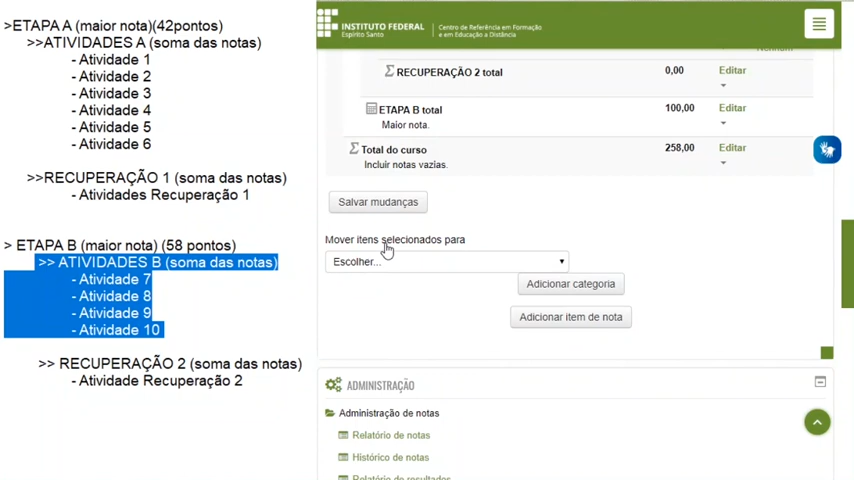 >ETAPA A (maior nota)(42pontos)
>>ATIVIDADES A (soma das notas)
- Atividade 1
- Atividade 2
- Atividade 3
- Atividade 4
- Atividade 5
- Atividade 6
>>RECUPERAÇÃO 1 (soma das notas)
- Atividades Recuperação 1
> ETAPA B (maior nota) (58 pontos)
>> ATIVIDADES B (soma das notas)
- Atividade 7
- Atividade 8
- Atividade 9
- Atividade 10
>> RECUPERAÇÃO 2 (soma das notas)
- Atividade Recuperação 2
INSTITUTO FEDERAL
Espírito Santo
Centro de Referência em Formação
e em Educação a Distância
Nenhum
RECUPERAÇÃO 2 total 0,00 Editar
ETAPA B total 100,00 Editar
Maior nota.
Total do curso 258,00 Editar
Incluir notas vazias.
Salvar mudanças
Mover itens selecionados para
Escolher...
Adicionar categoria
Adicionar item de nota
ADMINISTRAÇÃO
Administração de notas
Relatório de notas
Histórico de notas
Relatório de resultados